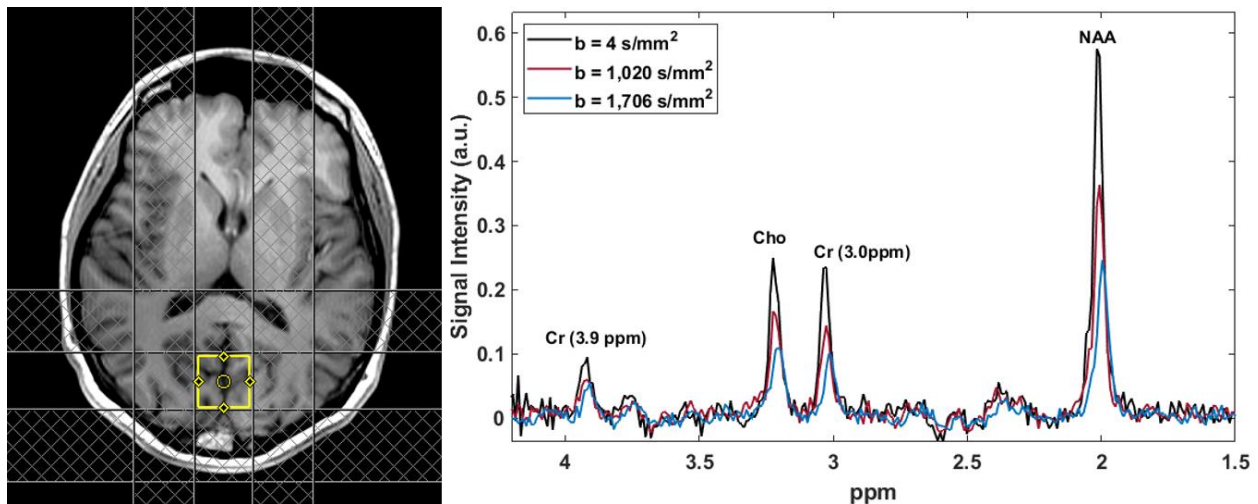 b = 4 s/mm²
b = 1,020 s/mm²
b = 1,706 s/mm²
NAA
Cho
Cr (3.0ppm)
Cr (3.9 ppm)
Signal Intensity (a.u.)
0.6
0.5
0.4
0.3
0.2
0.1
0
4
3.5
3
2.5
2
1.5
ppm